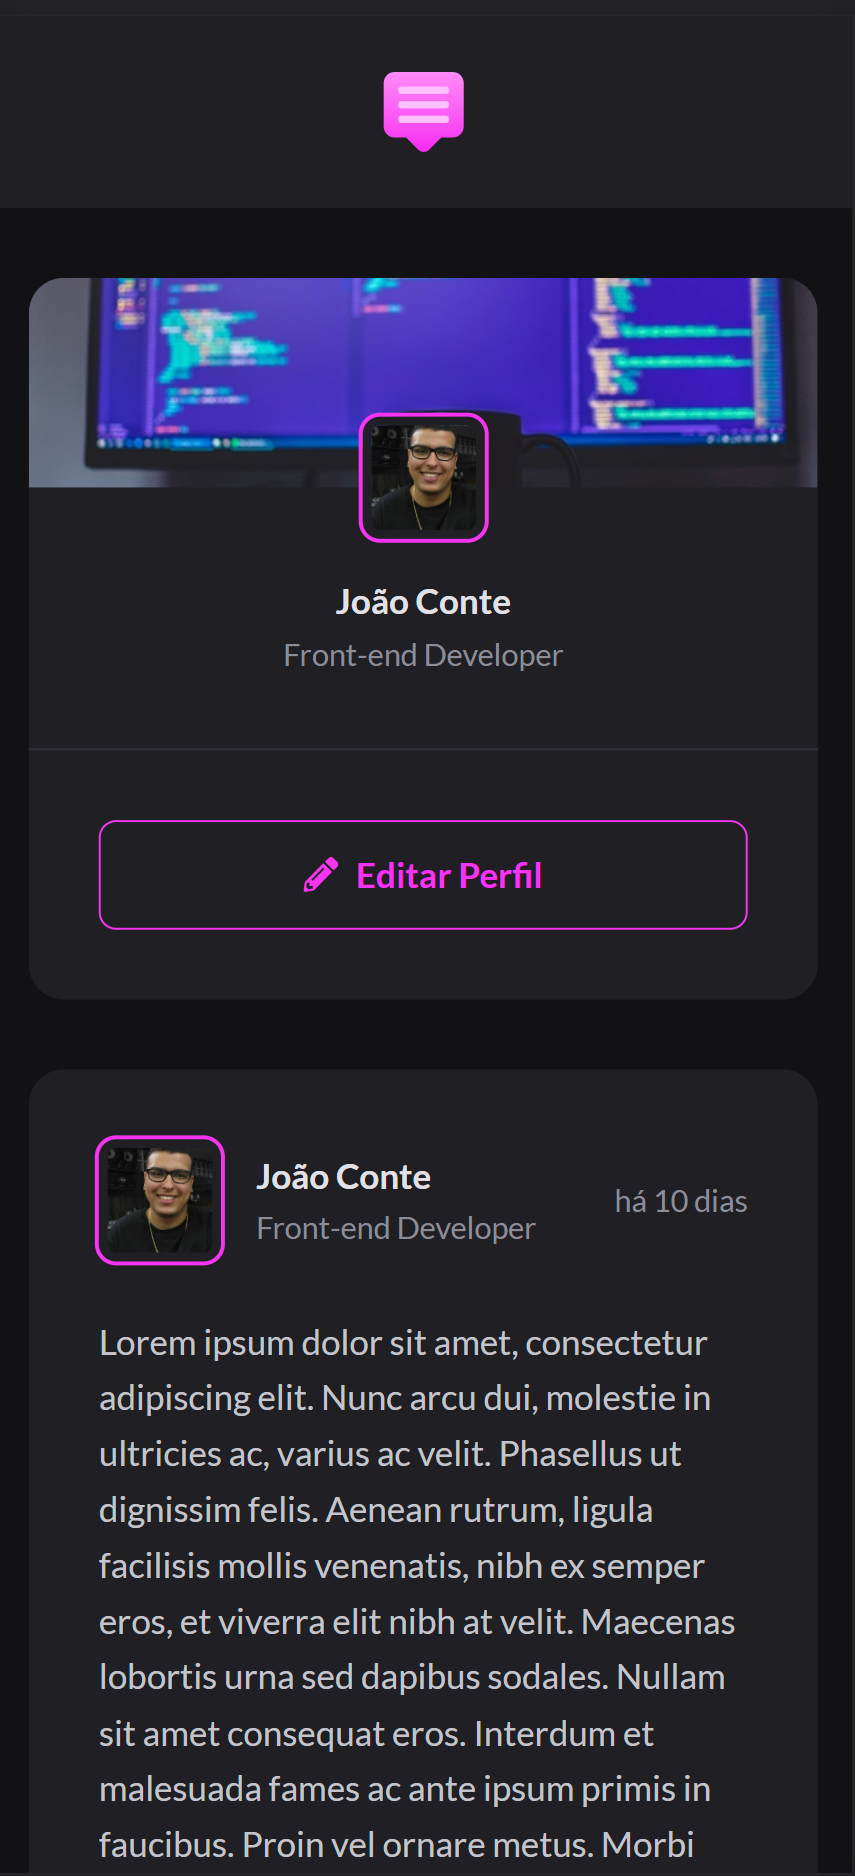 João Conte
Front-end Developer
Editar Perfil
João Conte
Front-end Developer
há 10 dias
Lorem ipsum dolor sit amet, consectetur
adipiscing elit. Nunc arcu dui, molestie in
ultricies ac, varius ac velit. Phasellus ut
dignissim felis. Aenean rutrum, ligula
facilisis mollis venenatis, nibh ex semper
eros, et viverra elit nibh at velit. Maecenas
lobortis urna sed dapibus sodales. Nullam
sit amet consequat eros. Interdum et
malesuada fames ac ante ipsum primis in
faucibus. Proin vel ornare metus. Morbi